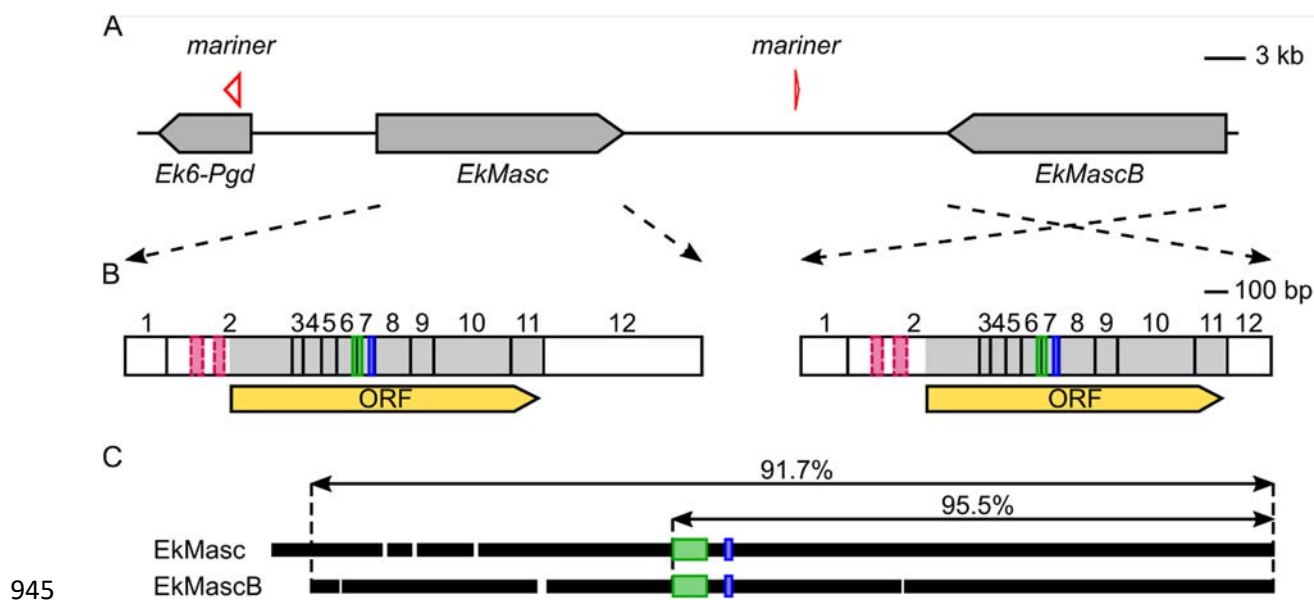 A
mariner mariner
3 kb
Ek6-Pgd EkMasc EkMascB
B
100 bp
1 2 3 4 5 6 7 8 9 10 11 12 1 2 3 4 5 6 7 8 9 10 11 12
ORF ORF
C
91.7%
95.5%
EkMasc
945 EkMascB